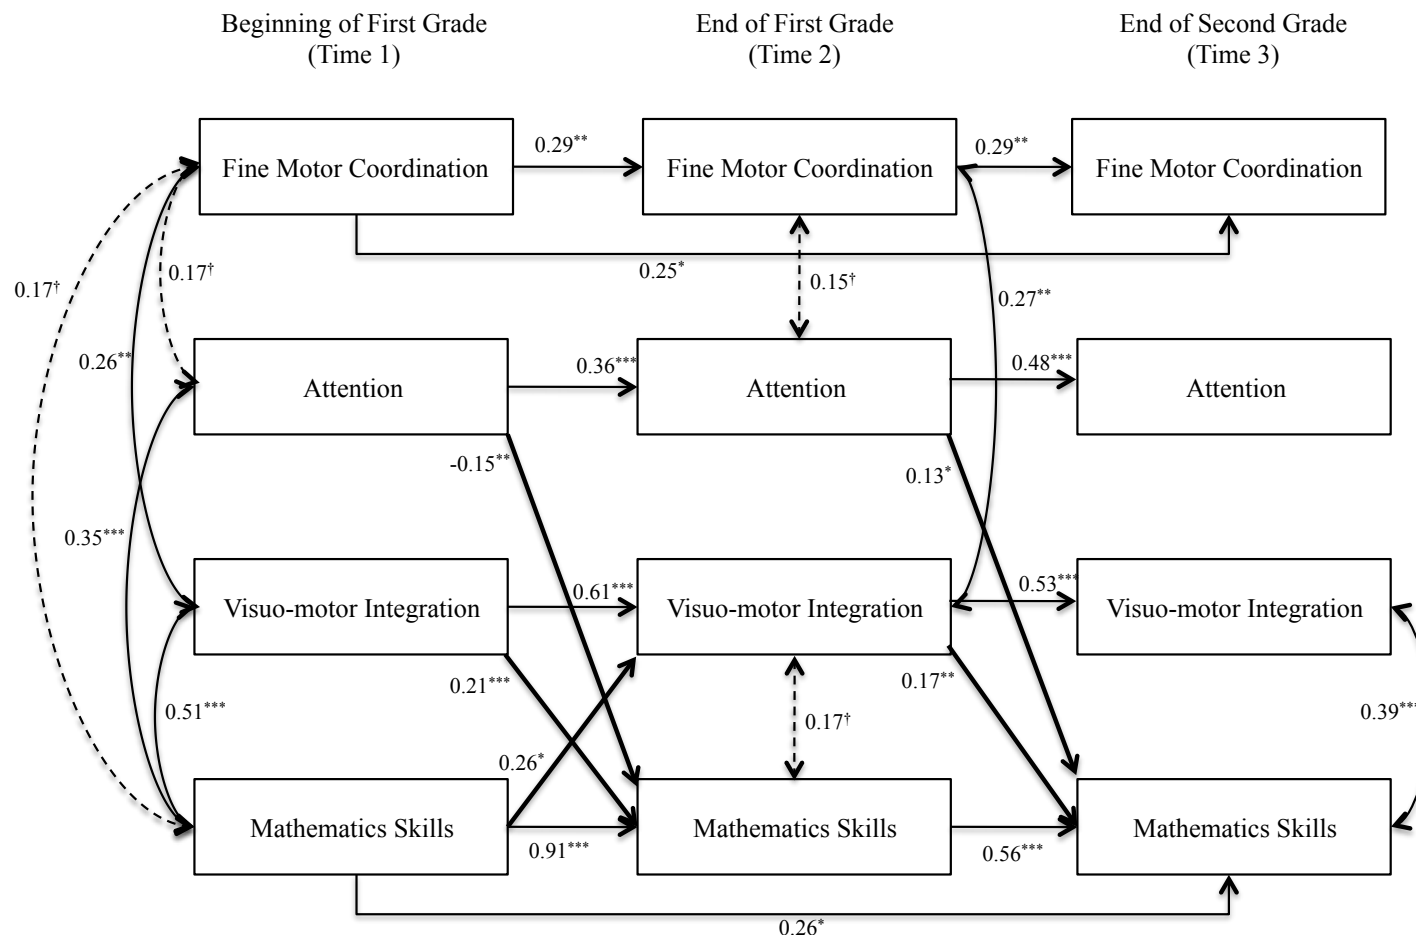 Beginning of First Grade
(Time 1)
End of First Grade
(Time 2)
End of Second Grade
(Time 3)
Fine Motor Coordination
0.29**
Fine Motor Coordination
0.29**
Fine Motor Coordination
0.25*
0.17†
0.17†
0.15†
0.27**
0.26**
Attention
0.36***
Attention
0.48***
Attention
-0.15**
0.13*
0.35***
Visuo-motor Integration
0.61***
Visuo-motor Integration
0.53***
Visuo-motor Integration
0.21***
0.17**
0.51***
0.17†
0.39***
0.26*
Mathematics Skills
0.91***
Mathematics Skills
0.56***
Mathematics Skills
0.26*